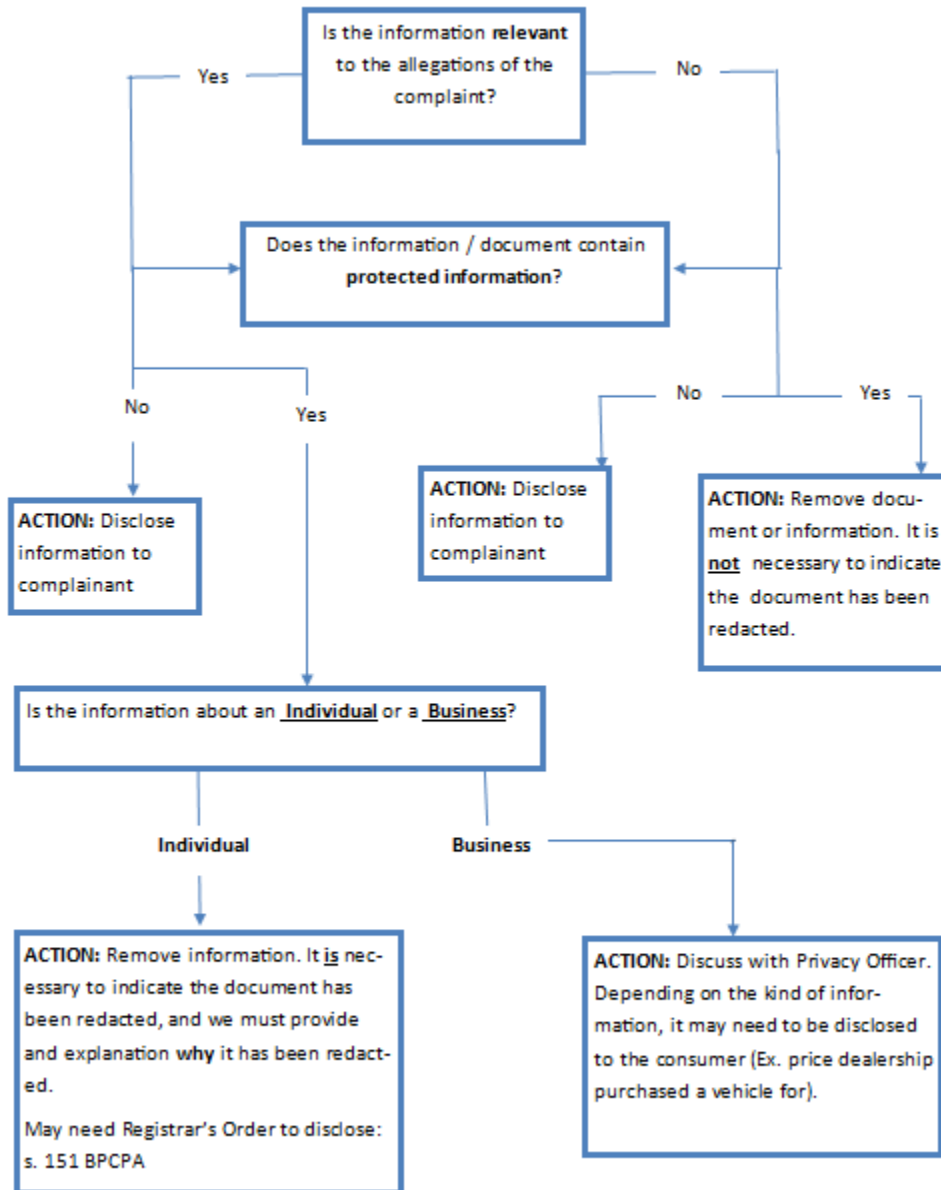 Is the information relevant
to the allegations of the
complaint?
Yes
No
Does the information / document contain
protected information?
No
Yes
No
Yes
ACTION: Disclose
information to
complainant
ACTION: Disclose
information to
complainant
ACTION: Remove docu-
ment or information. It is
not necessary to indicate
the document has been
redacted.
Is the information about an Individual or a Business?
Individual
Business
ACTION: Remove information. It is nec-
essary to indicate the document has
been redacted, and we must provide
and explanation why it has been redact-
ed.
May need Registrar's Order to disclose:
s. 151 BPCPA
ACTION: Discuss with Privacy Officer.
Depending on the kind of infor-
mation, it may need to be disclosed
to the consumer (Ex. price dealership
purchased a vehicle for).